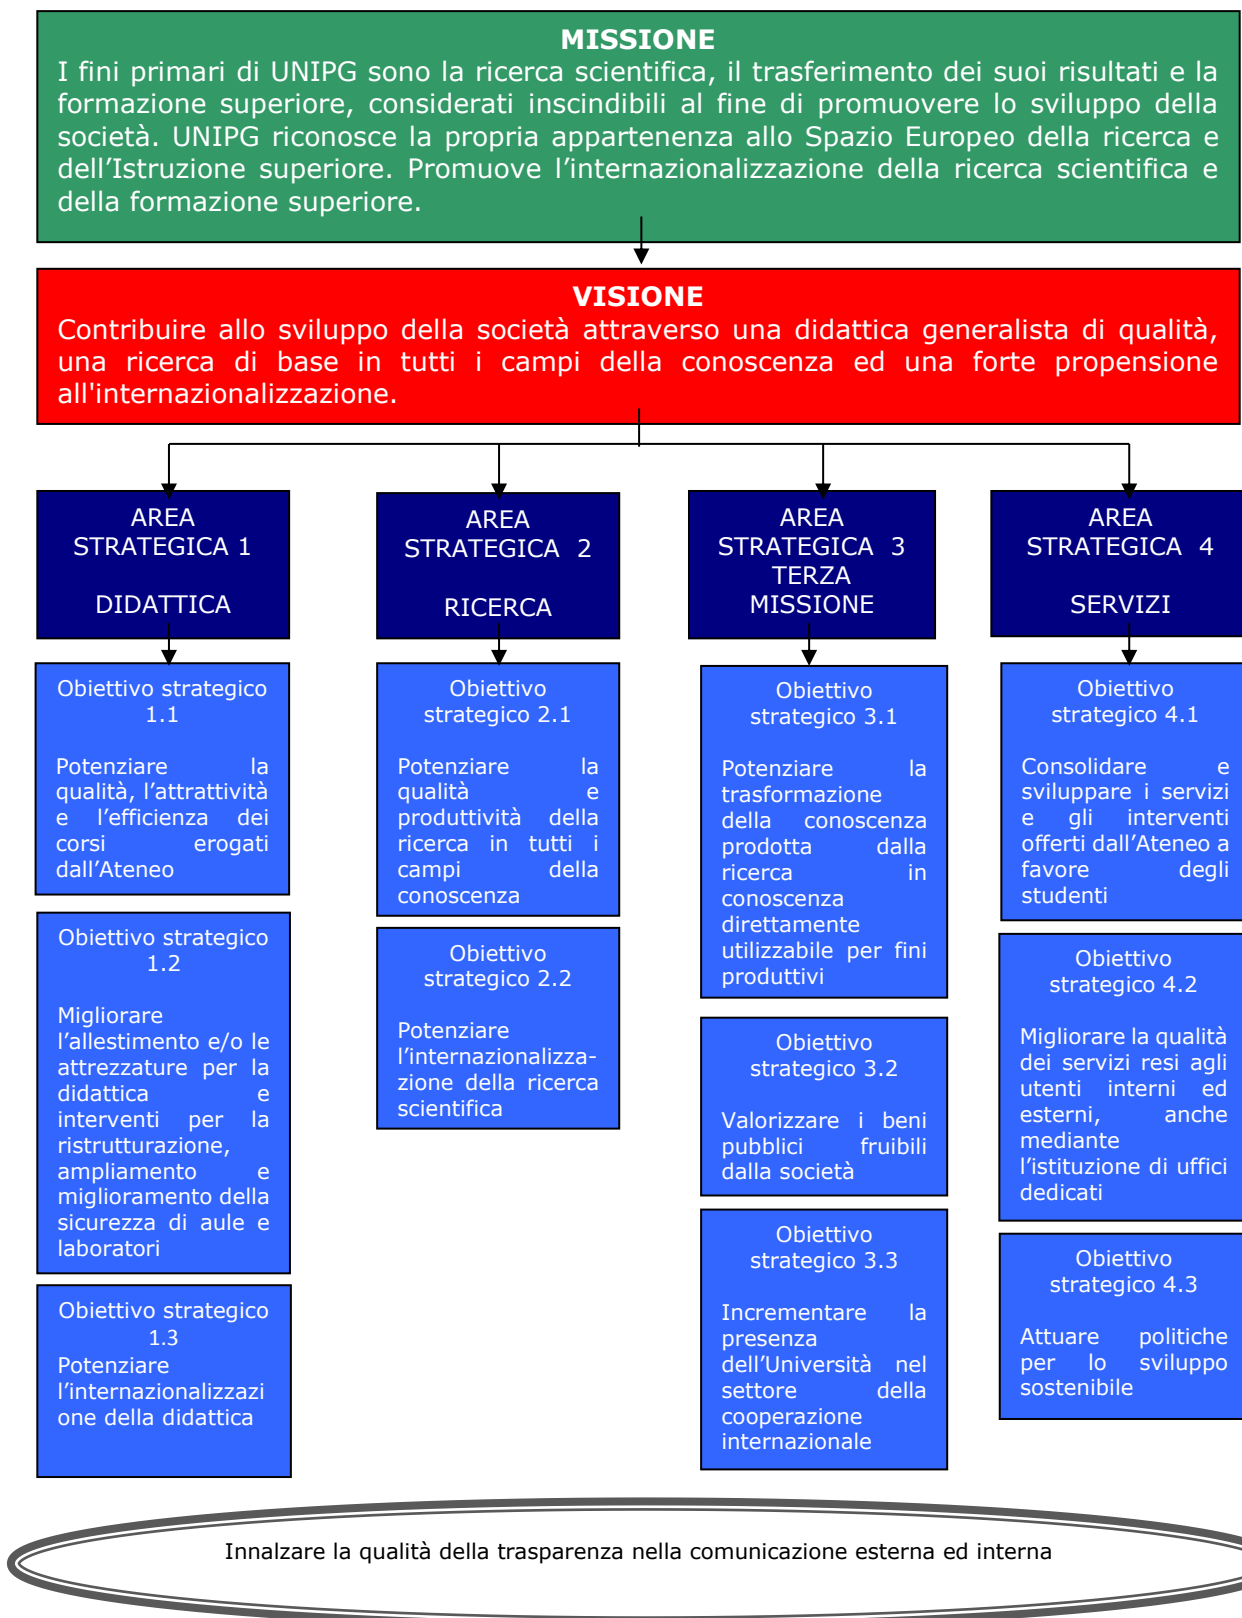 MISSIONE
I fini primari di UNIPG sono la ricerca scientifica, il trasferimento dei suoi risultati e la
formazione superiore, considerati inscindibili al fine di promuovere lo sviluppo della
società. UNIPG riconosce la propria appartenenza allo Spazio Europeo della ricerca e
dell’Istruzione superiore. Promuove l’internazionalizzazione della ricerca scientifica e
della formazione superiore.
VISIONE
Contribuire allo sviluppo della società attraverso una didattica generalista di qualità,
una ricerca di base in tutti i campi della conoscenza ed una forte propensione
all'internazionalizzazione.
AREA
STRATEGICA 1
DIDATTICA
Obiettivo strategico
1.1
Potenziare la
qualità, l’attrattività
e l’efficienza dei
corsi erogati
dall’Ateneo
Obiettivo strategico
1.2
Migliorare
l’allestimento e/o le
attrezzature per la
didattica e
interventi per la
ristrutturazione,
ampliamento e
miglioramento della
sicurezza di aule e
laboratori
Obiettivo strategico
1.3
Potenziare
l’internazionalizzazi
one della didattica
AREA
STRATEGICA 2
RICERCA
Obiettivo
strategico 2.1
Potenziare la
qualità e
produttività della
ricerca in tutti i
campi della
conoscenza
Obiettivo
strategico 2.2
Potenziare
l’internazionalizza-
zione della ricerca
scientifica
AREA
STRATEGICA 3
TERZA
MISSIONE
Obiettivo
strategico 3.1
Potenziare la
trasformazione
della conoscenza
prodotta dalla
ricerca in
conoscenza
direttamente
utilizzabile per fini
produttivi
Obiettivo
strategico 3.2
Valorizzare i beni
pubblici fruibili
dalla società
Obiettivo
strategico 3.3
Incrementare la
presenza
dell’Università nel
settore della
cooperazione
internazionale
AREA
STRATEGICA 4
SERVIZI
Obiettivo
strategico 4.1
Consolidare e
sviluppare i servizi
e gli interventi
offerti dall’Ateneo a
favore degli
studenti
Obiettivo
strategico 4.2
Migliorare la qualità
dei servizi resi agli
utenti interni ed
esterni, anche
mediante
l’istituzione di uffici
dedicati
Obiettivo
strategico 4.3
Attuare politiche
per lo sviluppo
sostenibile
Innalzare la qualità della trasparenza nella comunicazione esterna ed interna